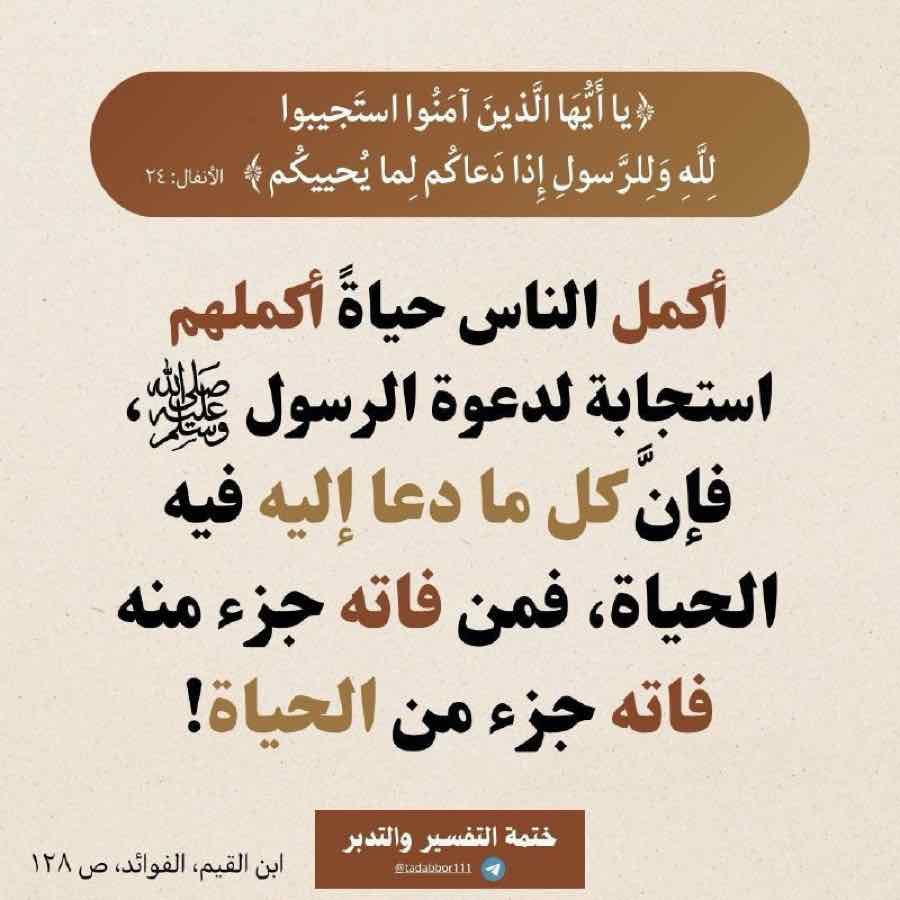 ﴿يا أَيُّهَا الَّذينَ آمَنُوا استَجيبوا
لِلَّهِ وَلِلرَّسولِ إِذا دَعاكُم لِما يُحييكُم﴾ الأنفال: ٢٤
أكمل الناس حياةً أكملهم
استجابة لدعوة الرسول ﷺ،
فإنَّ كل ما دعا إليه فيه
الحياة، فمن فاته جزء منه
فاته جزء من الحياة!
ختمة التفسير والتدبر
@tadabbor111
ابن القيم، الفوائد، ص ١٢٨